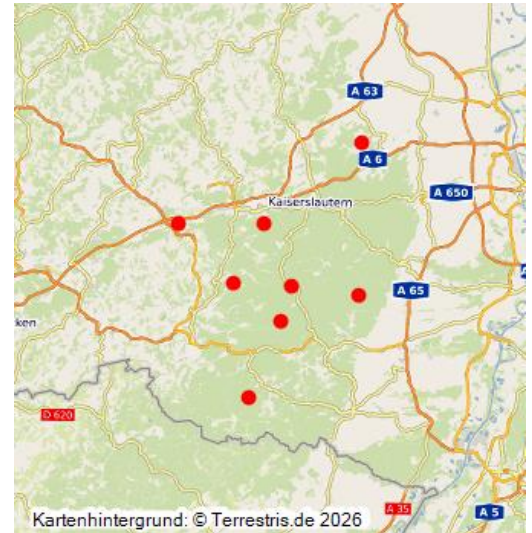 A 63
A 6
Kaiserslautern
A 650
A 65
ken
D 620
A 35
A 5
Kartenhintergrund: © Terrestris.de 2026